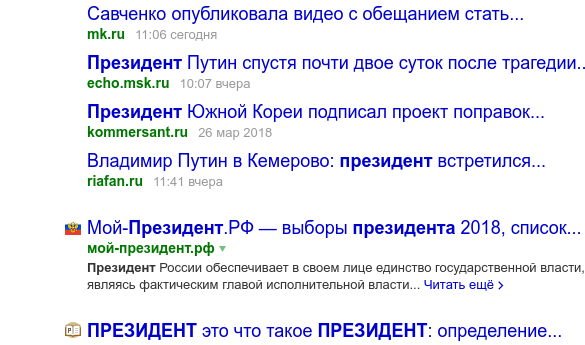 Савченко опубликовала видео с обещанием стать...
mk.ru 11:06 сегодня
Президент Путин спустя почти двое суток после трагедии..
echo.msk.ru 10:07 вчера
Президент Южной Кореи подписал проект поправок...
kommersant.ru 26 мар 2018
Владимир Путин в Кемерово: президент встретился...
riafan.ru 11:41 вчера
Мой-Президент.РФ — выборы президента 2018, список...
мой-президент.рф
Президент России обеспечивает в своем лице единство государственной власти,
являясь фактическим главой исполнительной власти... Читать ещё >
ПРЕЗИДЕНТ это что такое ПРЕЗИДЕНТ: определение...